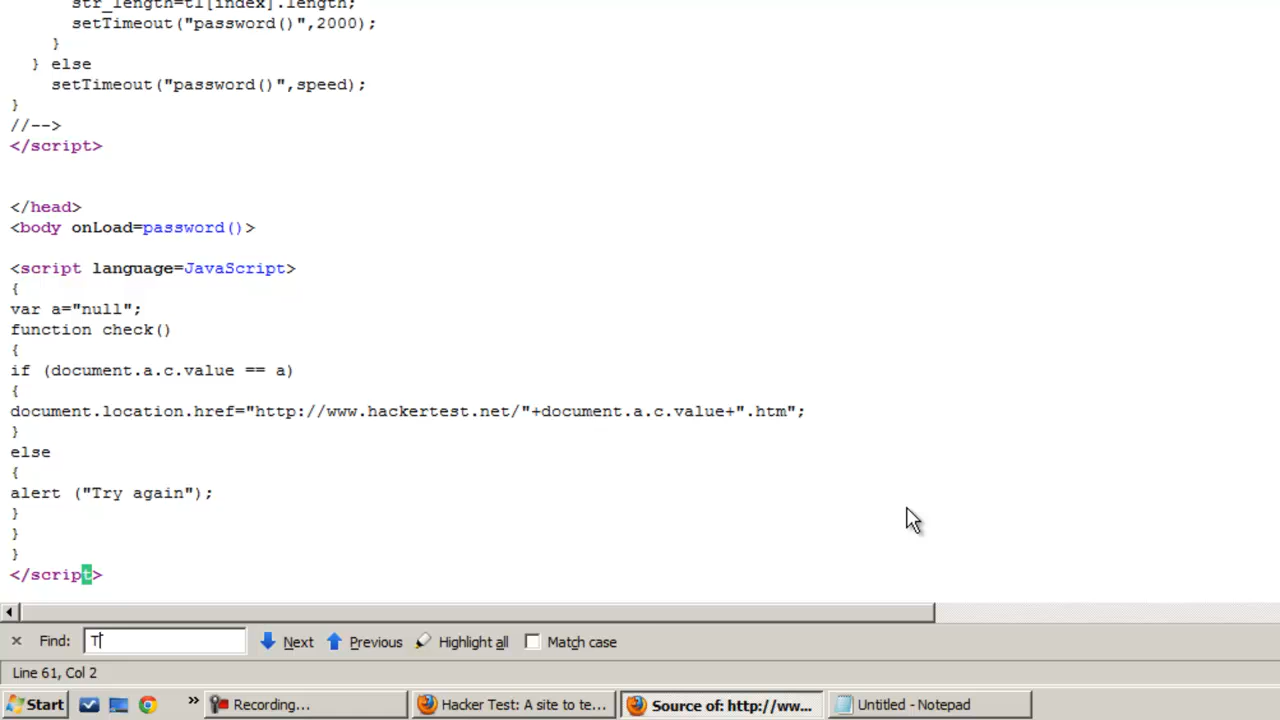 str_length=tl[index].length;
setTimeout("password()",2000);
}
} else
setTimeout("password()",speed);
}
//-->
</script>
</head>
<body onLoad=password()>
<script language=JavaScript>
{
var a="null";
function check()
{
if (document.a.c.value == a)
{
document.location.href="http://www.hackertest.net/"+document.a.c.value+".htm";
}
else
{
alert ("Try again");
}
}
}
</script>
× Find: T Next Previous Highlight all Match case
Line 61, Col 2
Start » Recording... Hacker Test: A site to te... Source of: http://ww... Untitled - Notepad